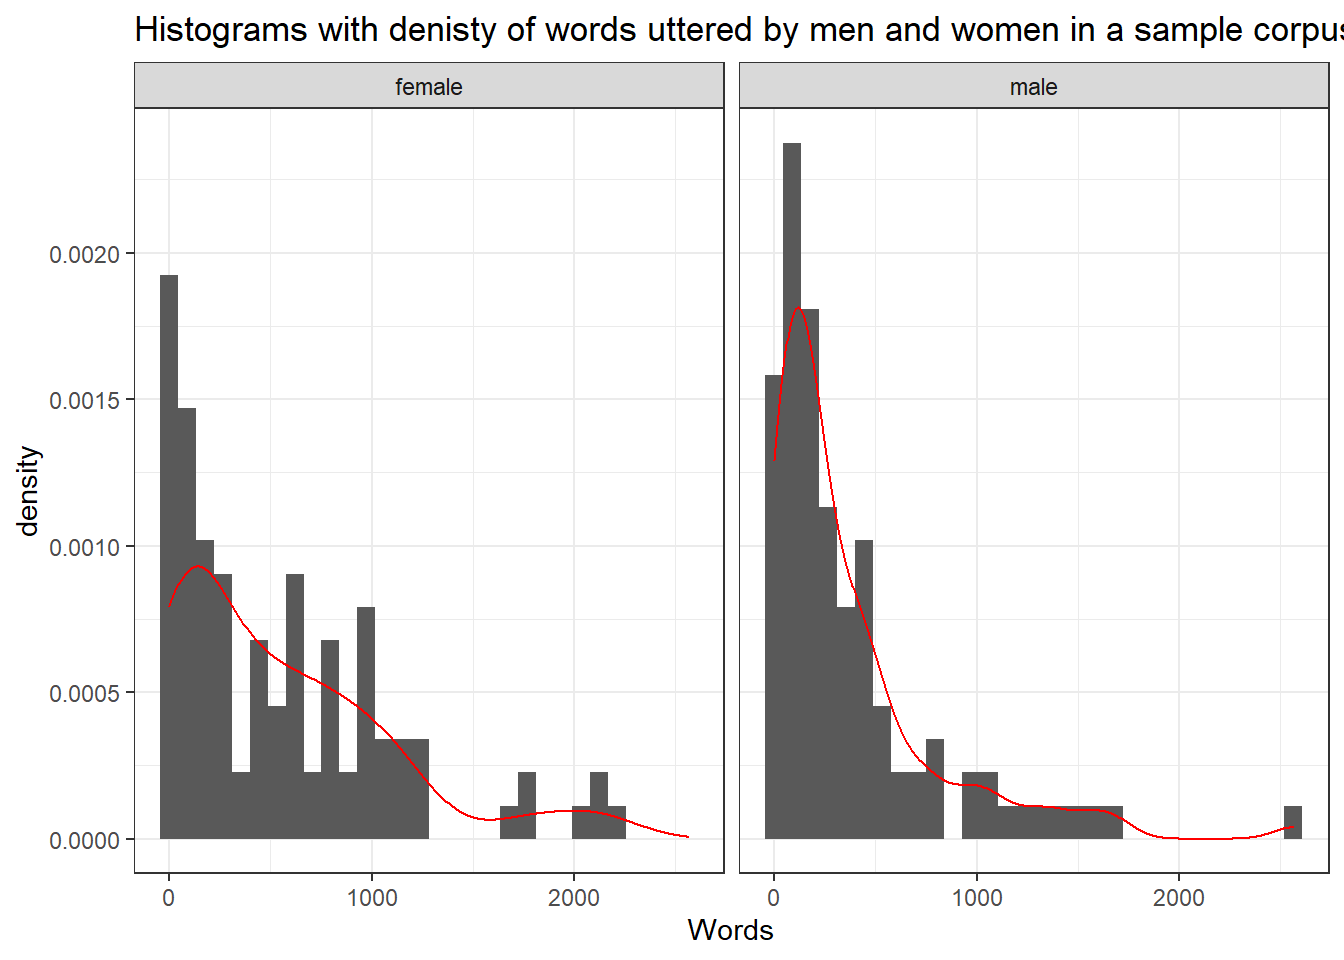 Histograms with denisty of words uttered by men and women in a sample corpus
female
male
0.0020
0.0015
0.0010
0.0005
0.0000
density
0 1000 2000
0 1000 2000
Words